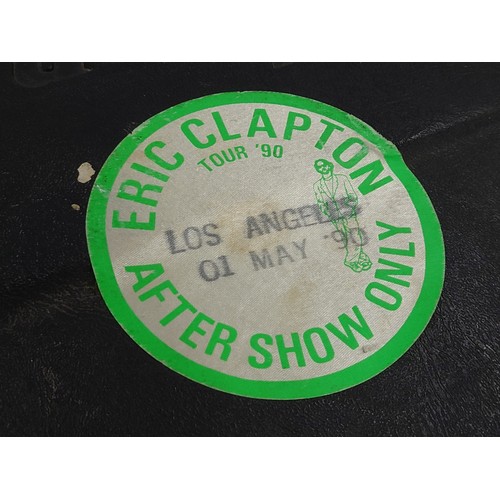 ERIC CLAPTON
TOUR '90
LOS ANGELES
01 MAY '90
AFTER SHOW ONLY